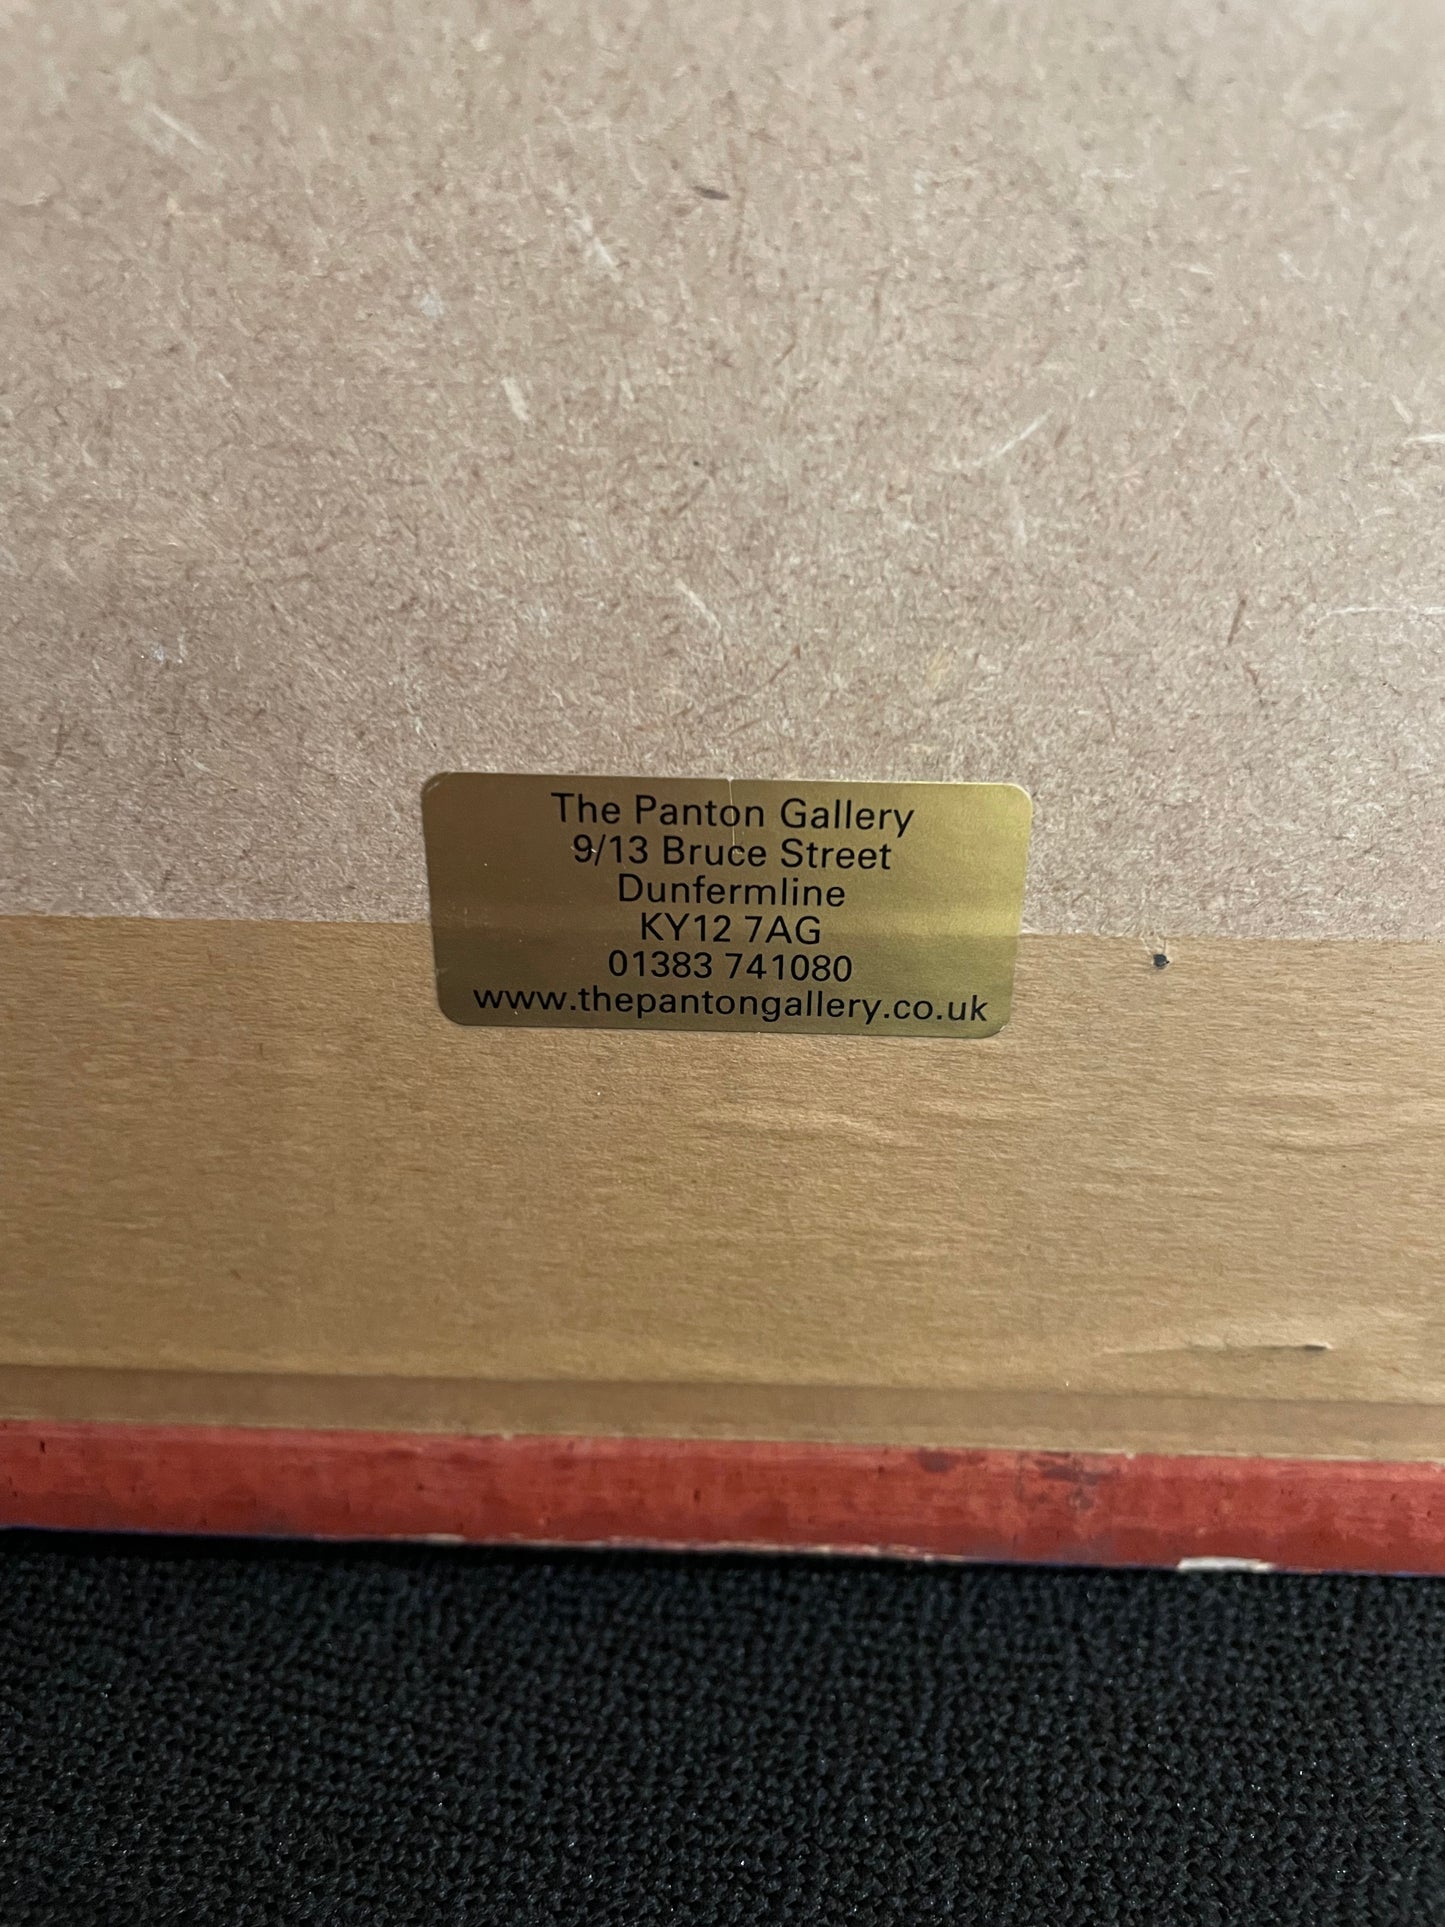 The Panton Gallery
9/13 Bruce Street
Dunfermline
KY12 7AG
01383 741080
www.thepantongallery.co.uk